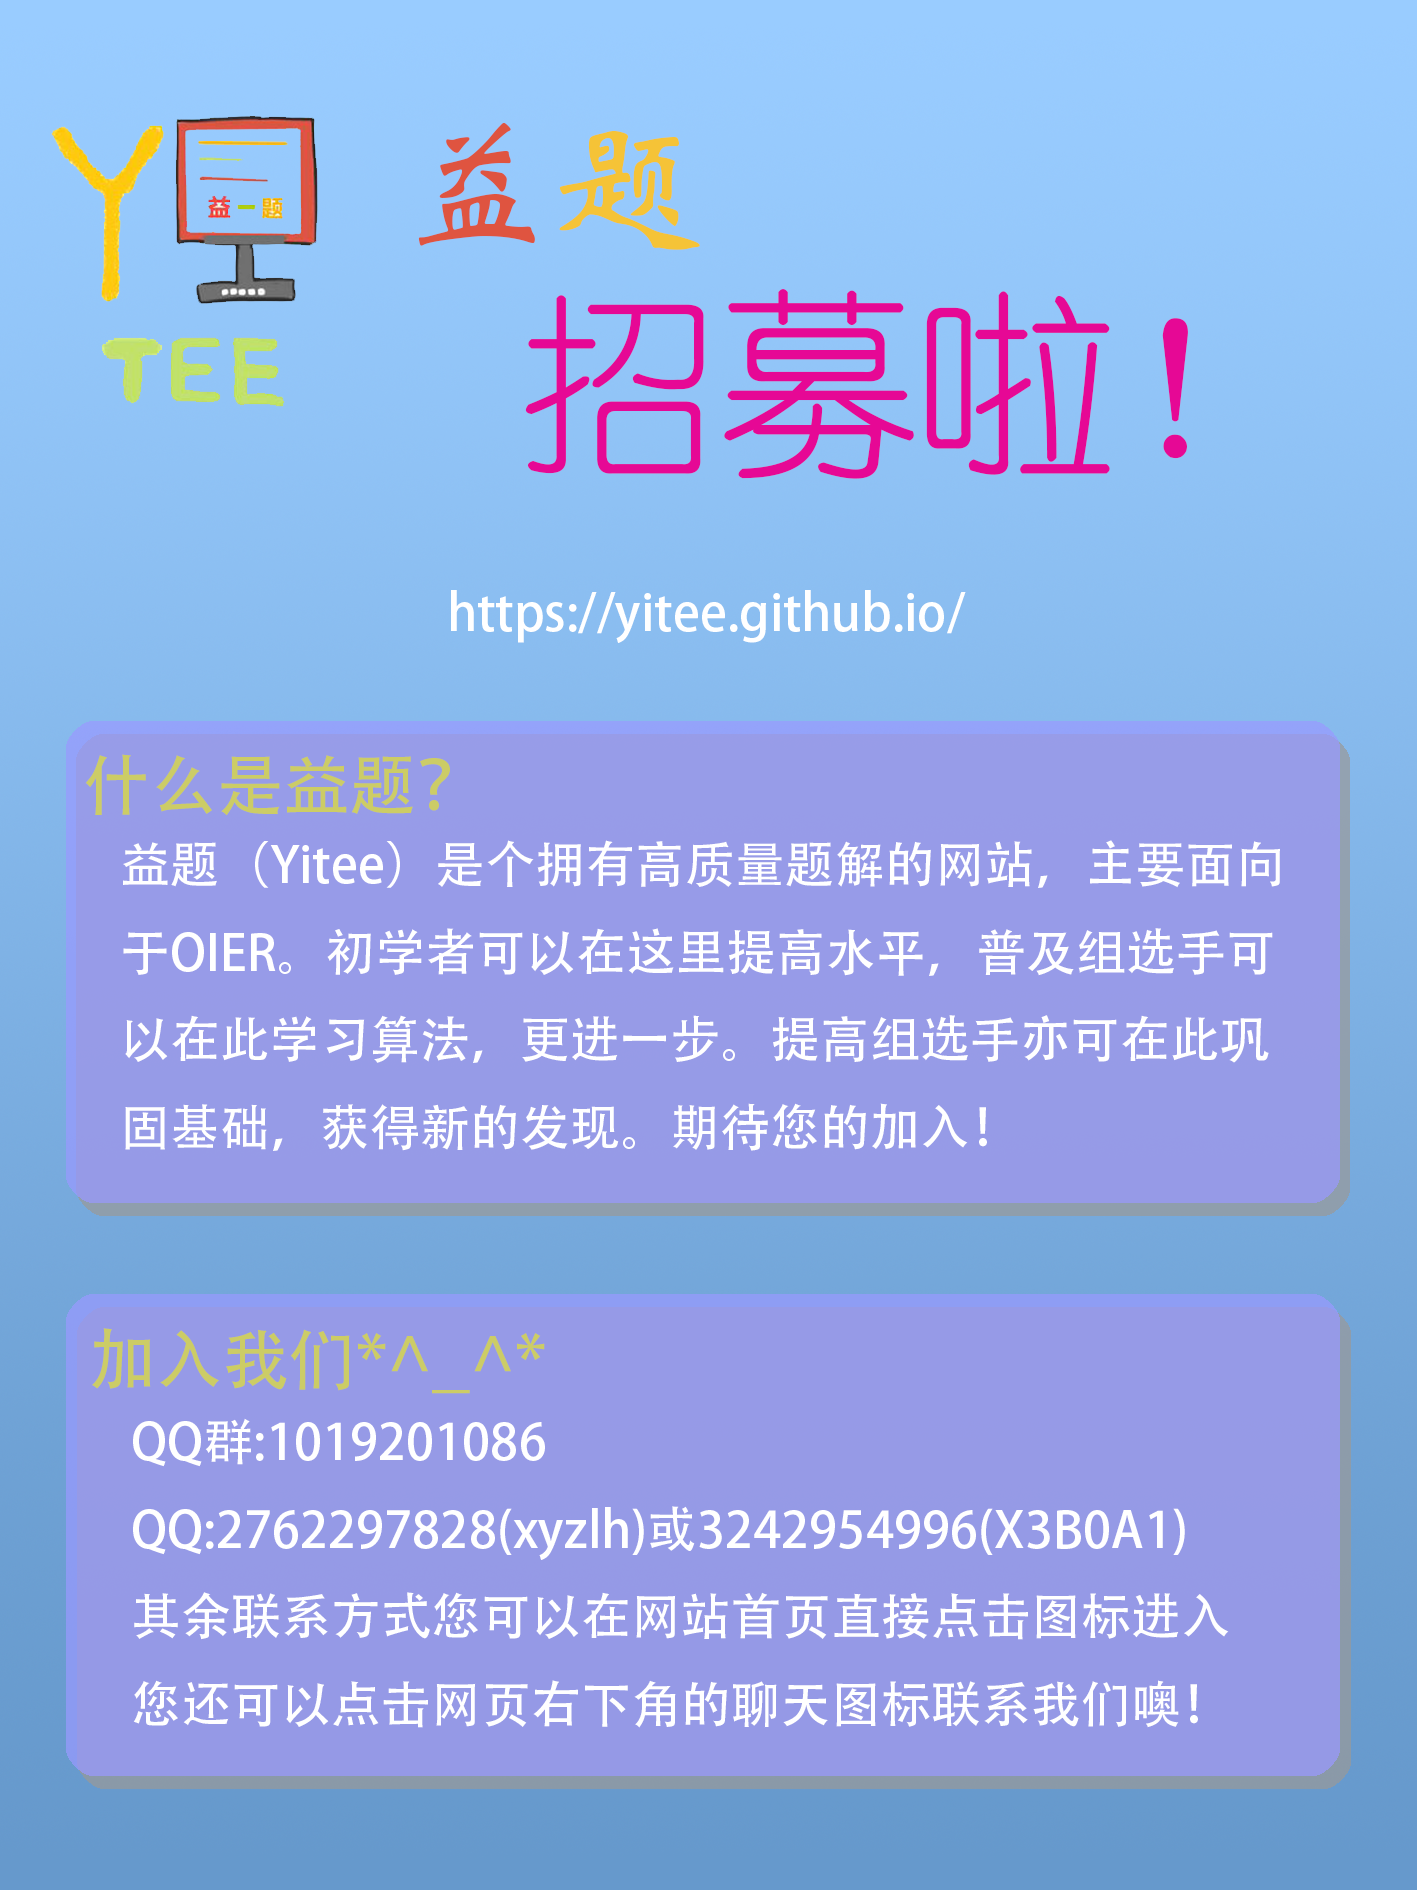 Y
益一题
TEE
益题
招募啦！
https://yitee.github.io/
什么是益题？
益题（Yitee）是个拥有高质量题解的网站，主要面向
于OIER。初学者可以在这里提高水平，普及组选手可
以在此学习算法，更进一步。提高组选手亦可在此巩
固基础，获得新的发现。期待您的加入！
加入我们*^_^*
QQ群:1019201086
QQ:2762297828(xyzlh)或3242954996(X3B0A1)
其余联系方式您可以在网站首页直接点击图标进入
您还可以点击网页右下角的聊天图标联系我们噢！